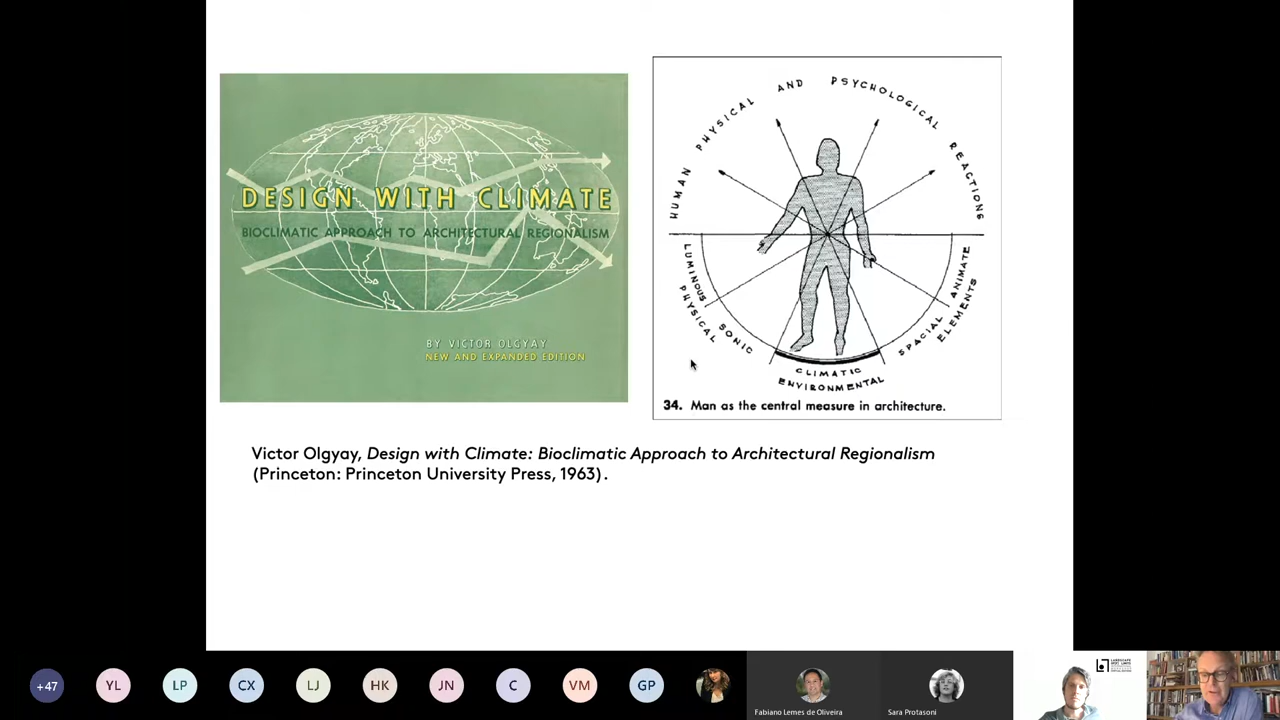 DESIGN WITH CLIMATE
BIOCLIMATIC APPROACH TO ARCHITECTURAL REGIONALISM
BY VICTOR OLGYAY
NEW AND EXPANDED EDITION
HUMAN PHYSICAL AND PSYCHOLOGICAL REACTIONS
LUMINOUS SONIC CLIMATIC SPACIAL ANIMATE
PHYSICAL ENVIRONMENTAL ELEMENTS
34. Man as the central measure in architecture.
Victor Olgyay, Design with Climate: Bioclimatic Approach to Architectural Regionalism
(Princeton: Princeton University Press, 1963).
+47
YL
LP
CX
LJ
HK
JN
C
VM
GP
Fabiano Lemes de Oliveira
Sara Protasoni